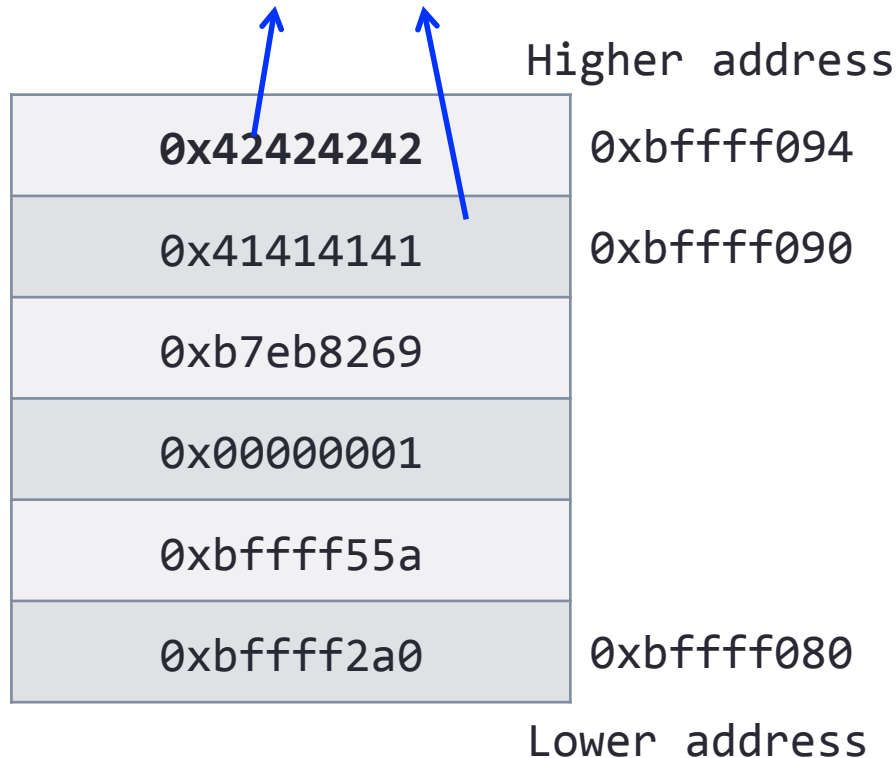 Higher address
0x42424242 0xbffff094
0x41414141 0xbffff090
0xb7eb8269
0x00000001
0xbffff55a
0xbffff2a0 0xbffff080
Lower address